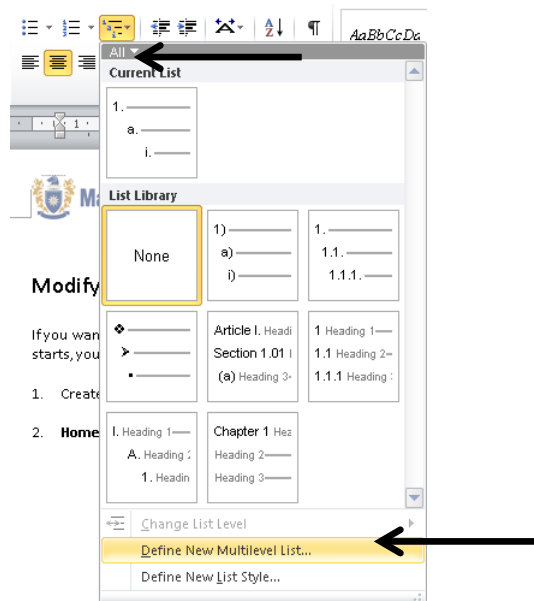 AaBbCcDc
All
Current List
1.
a.
i.
List Library
None
1)
a)
i)
1.
1.1.
1.1.1.
Article I. Headi
Section 1.01
(a) Heading 3-
1 Heading 1
1.1 Heading 2
1.1.1 Heading
I. Heading 1
A. Heading
1. Headin
Chapter 1 Hea
Heading 2
Heading 3
Change List Level
Define New Multilevel List...
Define New List Style...
1
Ma
Modify
If you wan
starts, you
1. Create
2. Home